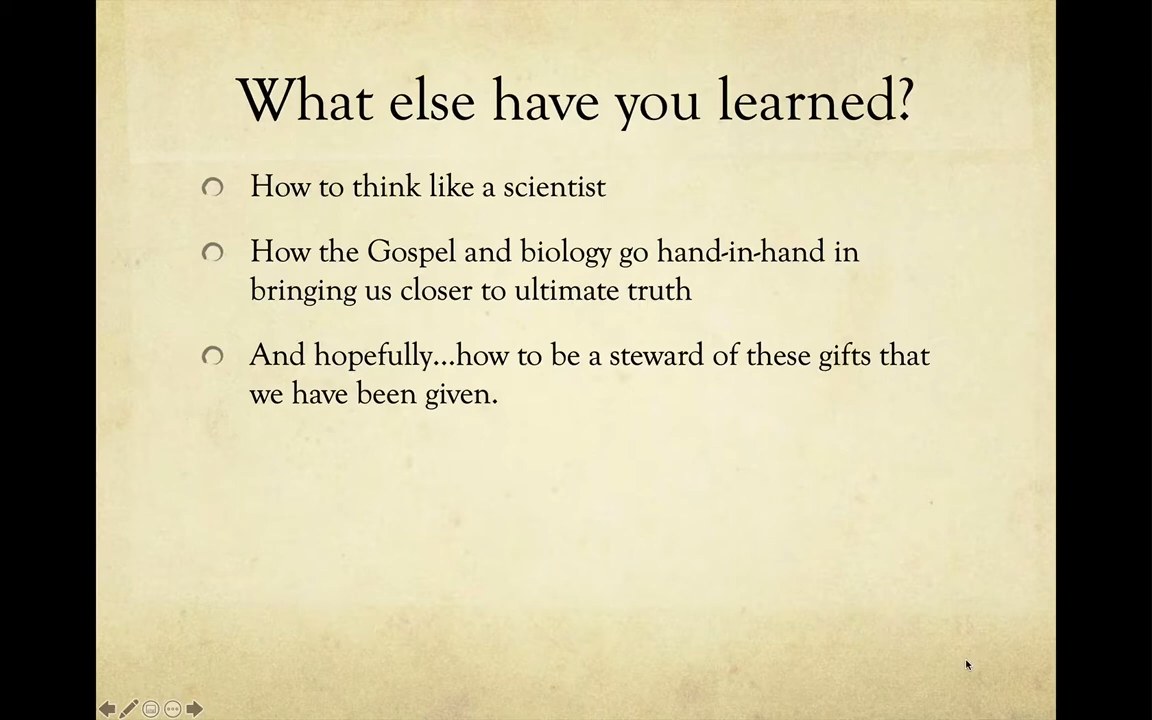 What else have you learned?
How to think like a scientist
How the Gospel and biology go hand-in-hand in
bringing us closer to ultimate truth
And hopefully...how to be a steward of these gifts that
we have been given.